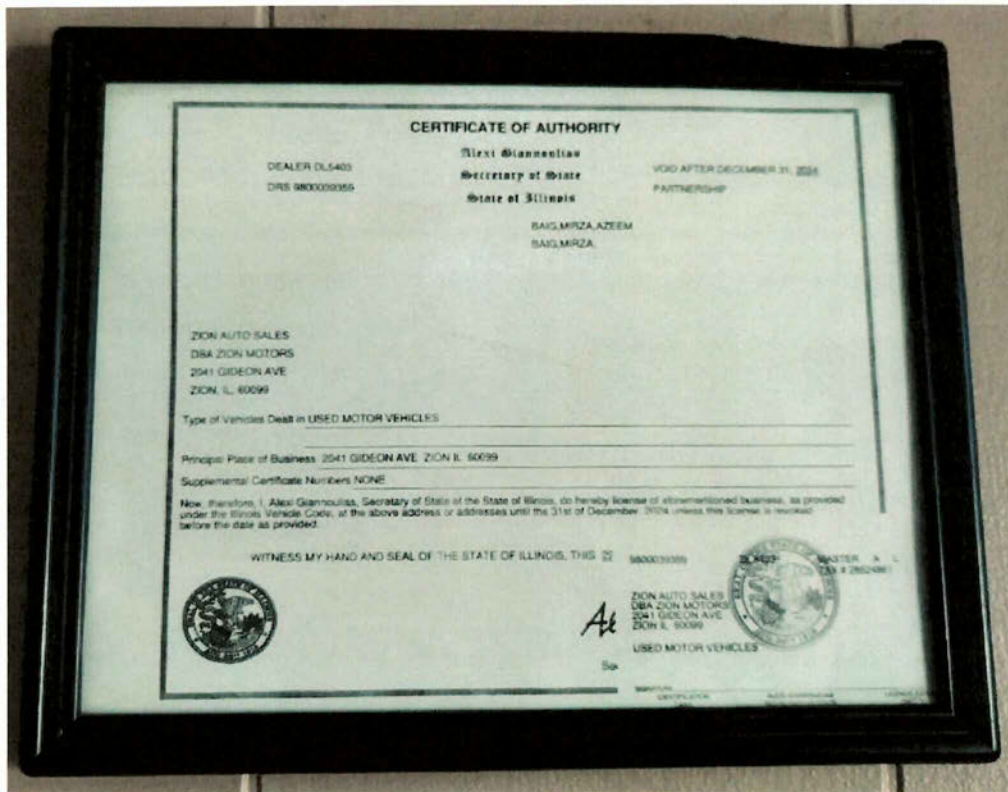 CERTIFICATE OF AUTHORITY
Alexi Giannoulias
Secretary of State
State of Illinois
DEALER DL5403
DRS 9800039359
VOID AFTER DECEMBER 31, 2024
PARTNERSHIP
BAIG,MIRZA,AZEEM
BAIG,MIRZA,
ZION AUTO SALES
DBA ZION MOTORS
2041 GIDEON AVE
ZION, IL, 60099
Type of Vehicles Dealt in USED MOTOR VEHICLES
Principal Place of Business 2041 GIDEON AVE ZION IL 60099
Supplemental Certificate Numbers NONE
Now, therefore, I, Alexi Giannoulias, Secretary of State of the State of Illinois, do hereby license of aforementioned business, as provided
under the Illinois Vehicle Code, at the above address or addresses until the 31st of December, 2024 unless this license is revoked
before the date as provided.
WITNESS MY HAND AND SEAL OF THE STATE OF ILLINOIS, THIS 22
9800039359
MASTER A L
TAX #
ZION AUTO SALES
DBA ZION MOTORS
2041 GIDEON AVE
ZION IL 60099
USED MOTOR VEHICLES